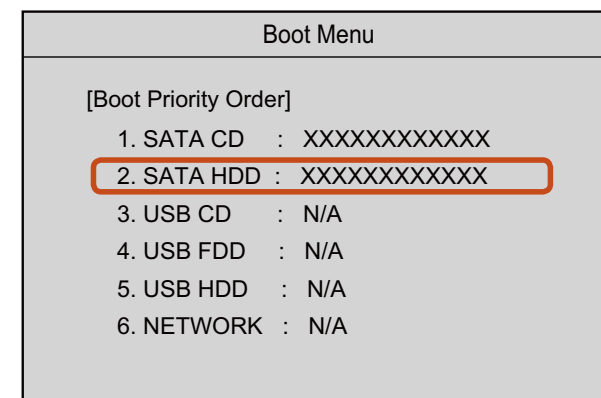 Boot Menu
[Boot Priority Order]
1. SATA CD : XXXXXXXXXXXX
2. SATA HDD : XXXXXXXXXXXX
3. USB CD : N/A
4. USB FDD : N/A
5. USB HDD : N/A
6. NETWORK : N/A